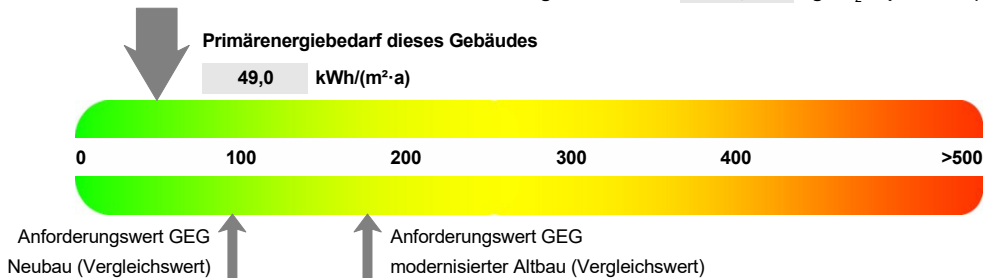 Primärenergiebedarf dieses Gebäudes
49,0 kWh/(m²·a)
0 100 200 300 400 >500
Anforderungswert GEG
Neubau (Vergleichswert)
Anforderungswert GEG
modernisierter Altbau (Vergleichswert)